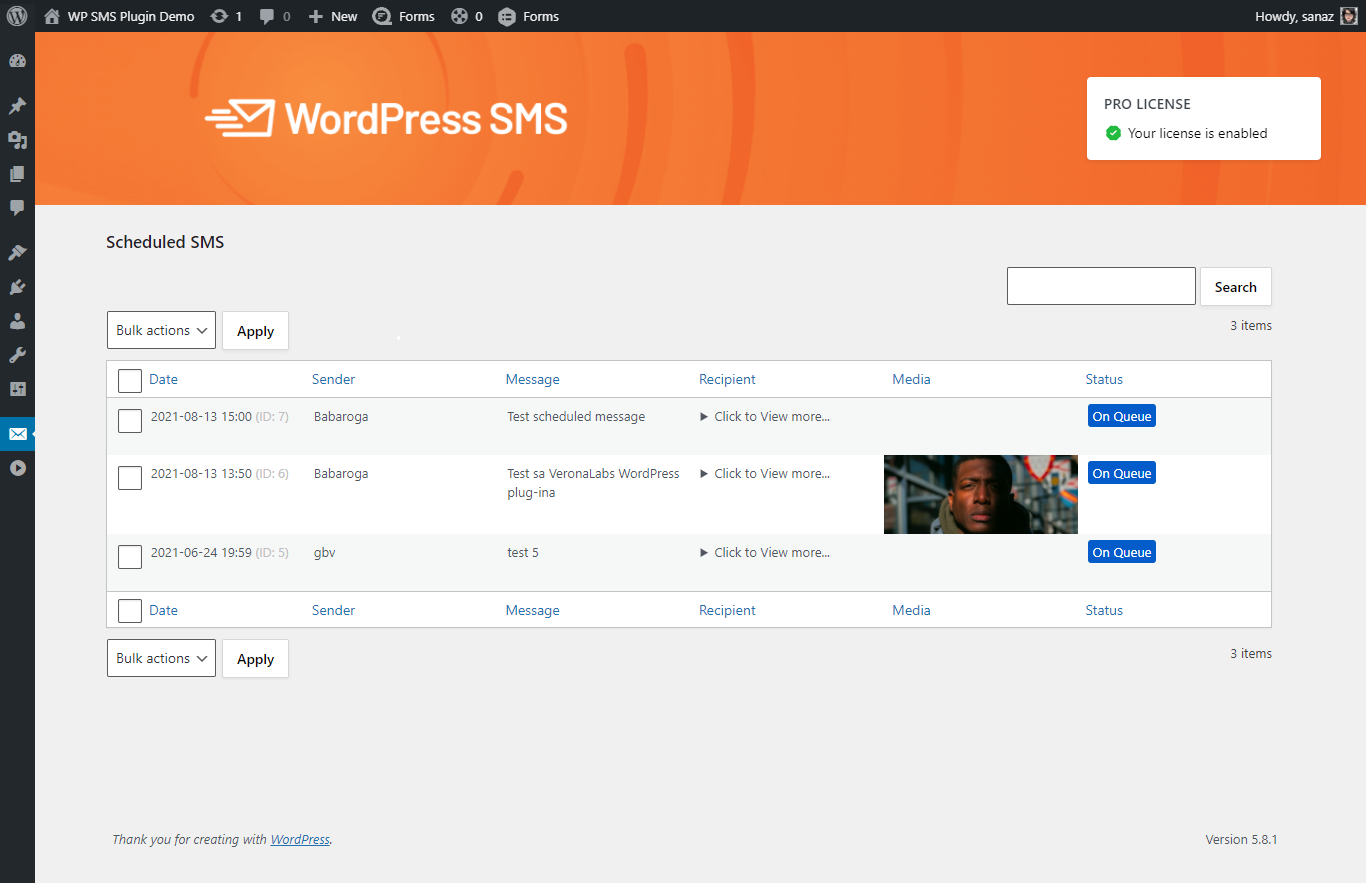 WP SMS Plugin Demo 1 0 New Forms 0 Forms Howdy, sanaz
WordPress SMS
PRO LICENSE
Your license is enabled
Scheduled SMS
Search
Bulk actions Apply 3 items
Date Sender Message Recipient Media Status
2021-08-13 15:00 (ID: 7) Babaroga Test scheduled message Click to View more... On Queue
2021-08-13 13:50 (ID: 6) Babaroga Test sa VeronaLabs WordPress Click to View more... On Queue
plug-ina
2021-06-24 19:59 (ID: 5) gbv test 5 Click to View more... On Queue
Date Sender Message Recipient Media Status
Bulk actions Apply 3 items
Thank you for creating with WordPress. Version 5.8.1